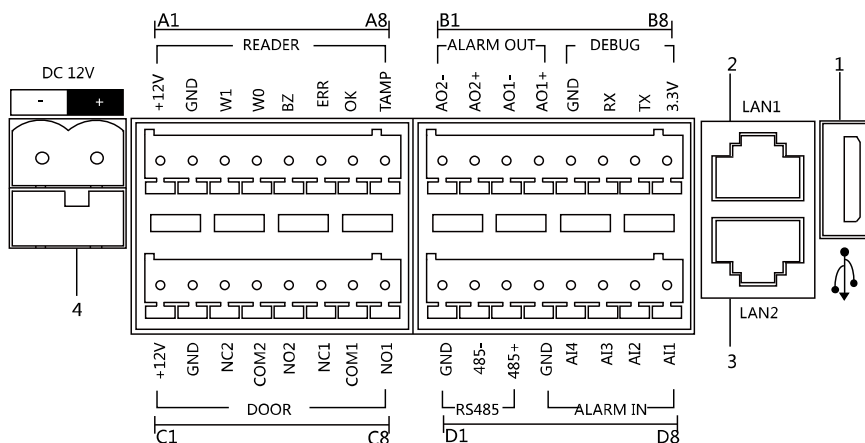 A1 A8 B1 B8
READER ALARM OUT DEBUG 2 1
DC 12V +12V GND W1 W0 BZ ERR OK TAMP AO2- AO2+ AO1- AO1+ GND RX TX 3.3V LAN1
- +
4 LAN2
+12V GND NC2 COM2 NO2 NC1 COM1 NO1 GND 485- 485+ GND AI4 AI3 AI2 AI1 3
DOOR RS485 ALARM IN
C1 C8 D1 D8